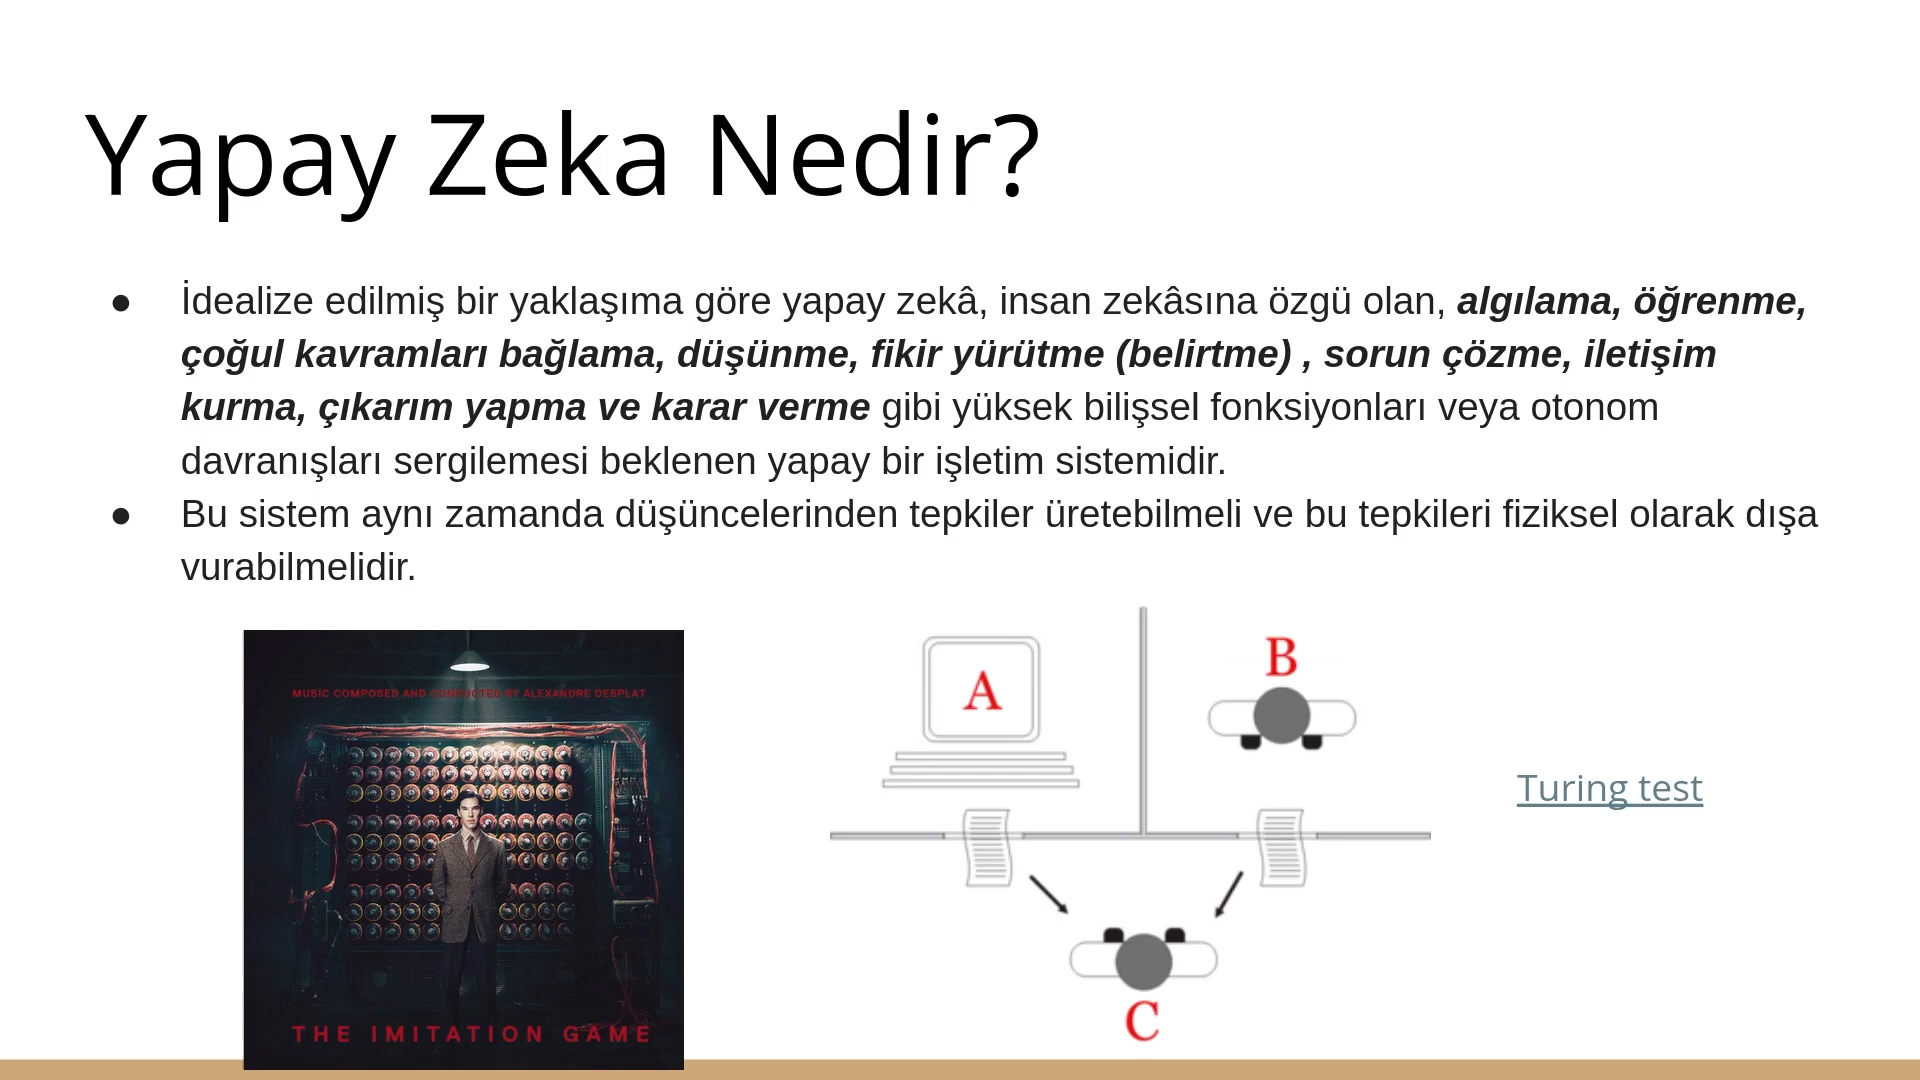 Yapay Zeka Nedir?
● İdealize edilmiş bir yaklaşıma göre yapay zekâ, insan zekâsına özgü olan, algılama, öğrenme,
çoğul kavramları bağlama, düşünme, fikir yürütme (belirtme) , sorun çözme, iletişim
kurma, çıkarım yapma ve karar verme gibi yüksek bilişsel fonksiyonları veya otonom
davranışları sergilemesi beklenen yapay bir işletim sistemidir.
● Bu sistem aynı zamanda düşüncelerinden tepkiler üretebilmeli ve bu tepkileri fiziksel olarak dışa
vurabilmelidir.
MUSIC COMPOSED AND CONDUCTED BY ALEXANDRE DESPLAT
THE IMITATION GAME
A
B
C
Turing test